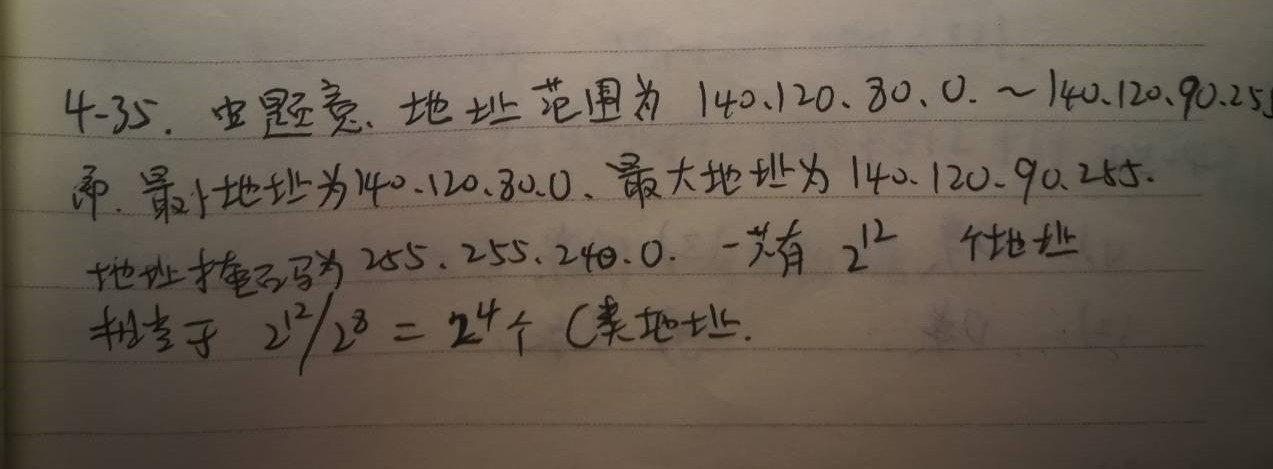 4-35. 由题意、地址范围为 140.120.80.0. ~ 140.120.90.255
即.最小地址为140.120.80.0、最大地址为 140.120.90.255.
地址掩码写为 255.255.240.0. 一共有 2^12 个地址
相当于 2^12/2^8 = 2^4个 C类地址.